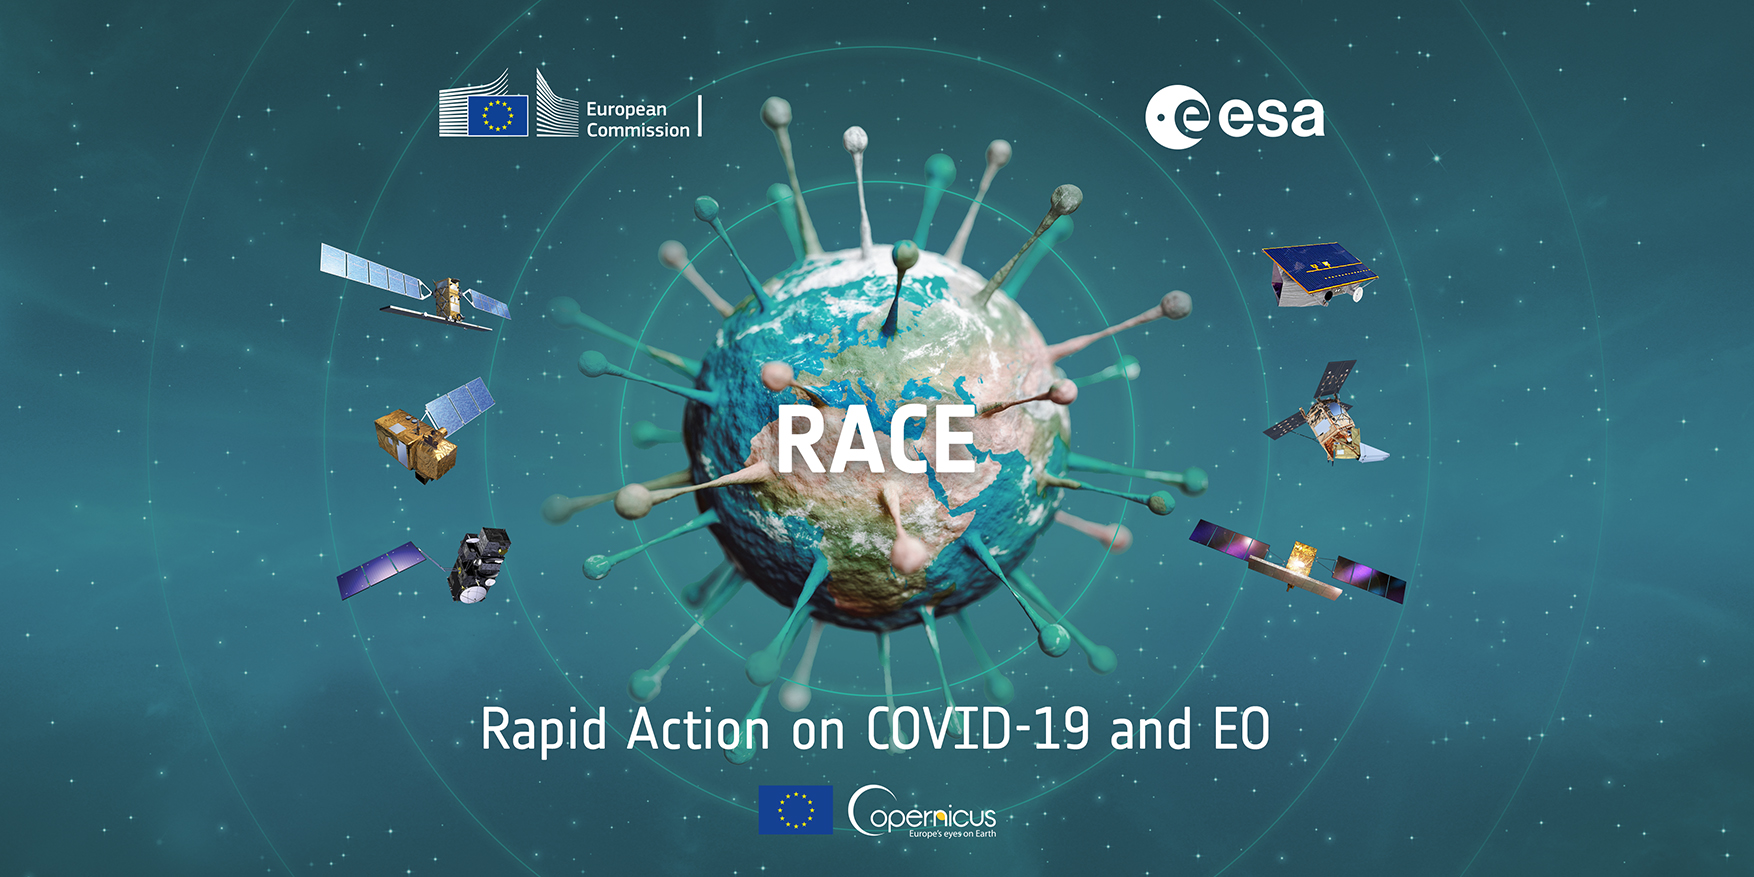 European
Commission
esa
RACE
Rapid Action on COVID-19 and EO
Copernicus
Europe's eyes on Earth